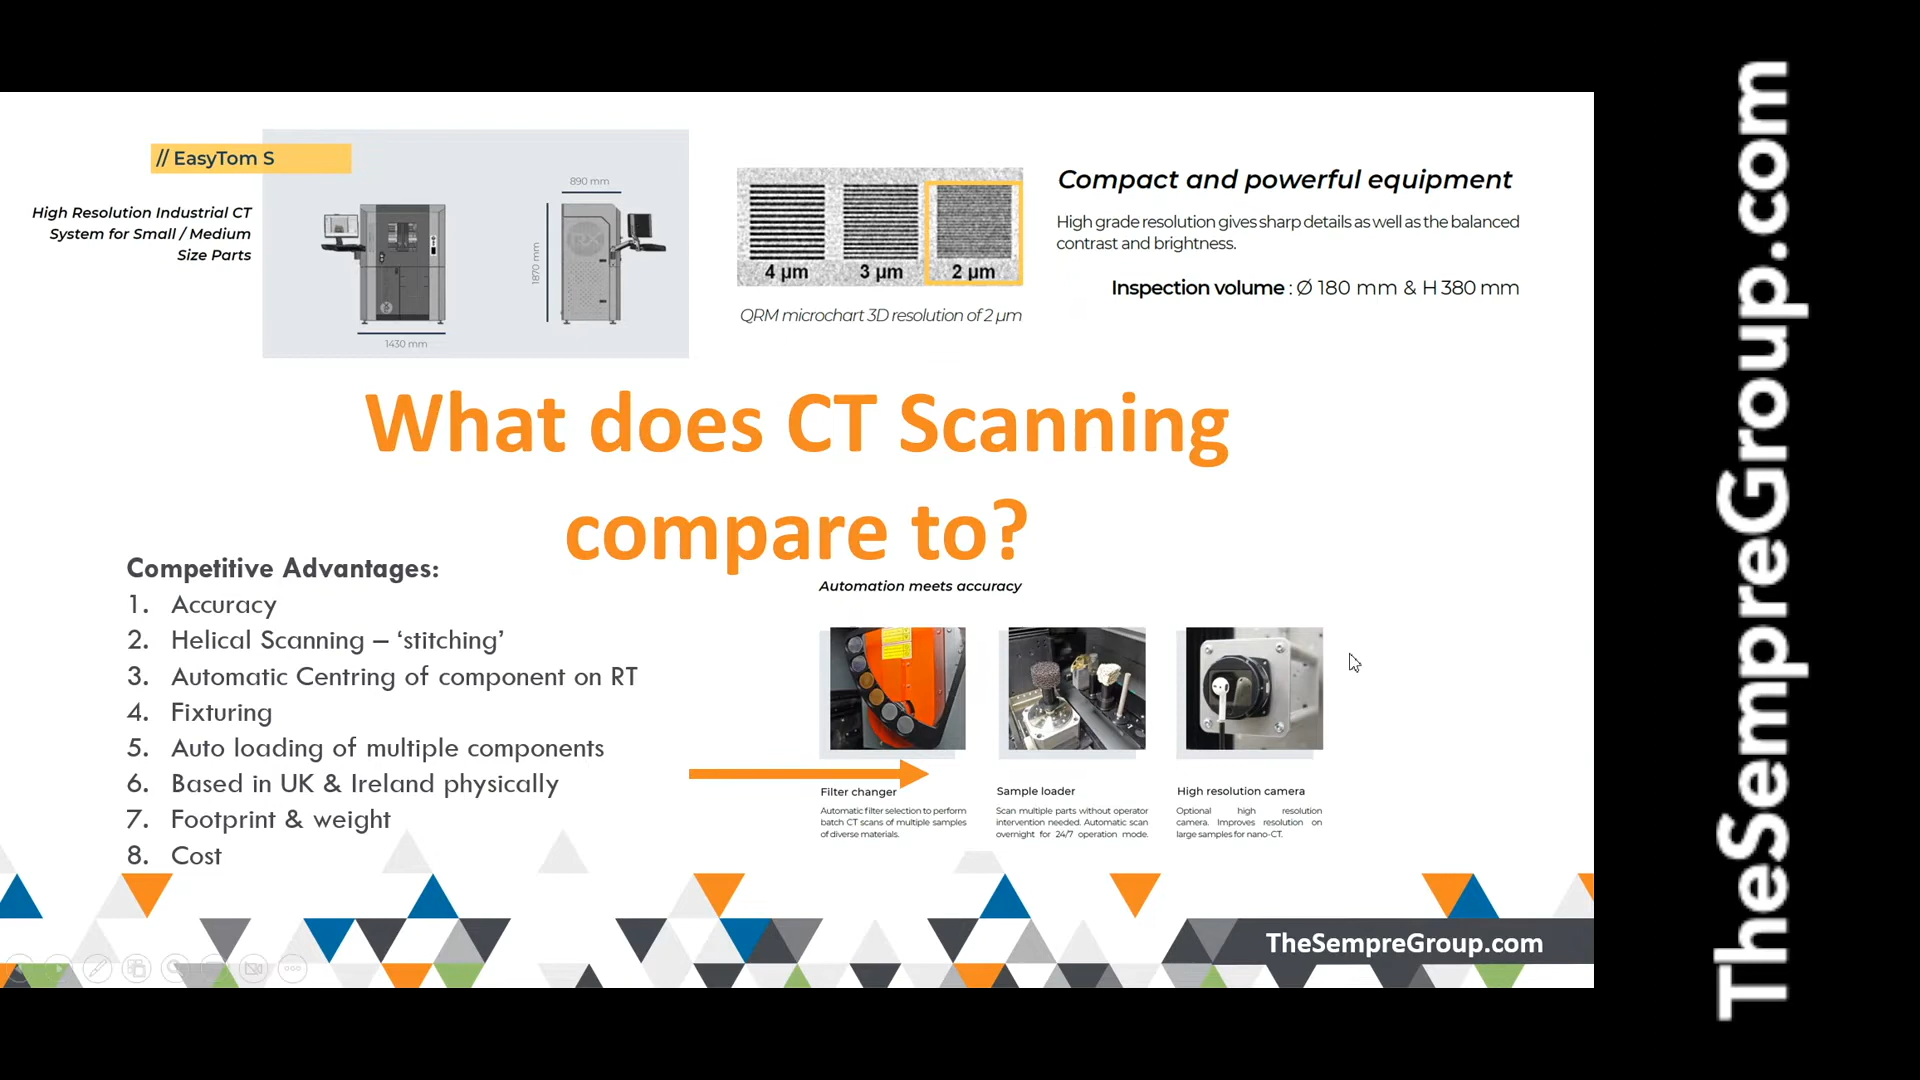 // EasyTom S
High Resolution Industrial CT
System for Small / Medium
Size Parts
890 mm
1870 mm
1430 mm
4 µm
3 µm
2 µm
QRM microchart 3D resolution of 2 µm
Compact and powerful equipment
High grade resolution gives sharp details as well as the balanced
contrast and brightness.
Inspection volume : Ø 180 mm & H 380 mm
What does CT Scanning
compare to?
Competitive Advantages:
1. Accuracy
2. Helical Scanning – ‘stitching’
3. Automatic Centring of component on RT
4. Fixturing
5. Auto loading of multiple components
6. Based in UK & Ireland physically
7. Footprint & weight
8. Cost
Automation meets accuracy
Filter changer
Automatic filter selection to perform
batch CT scans of multiple samples
of diverse materials.
Sample loader
Scan multiple parts without operator
intervention needed. Automatic scan
overnight for 24/7 operation mode.
High resolution camera
Optional high resolution
camera. Improves resolution on
large samples for nano-CT.
TheSempreGroup.com
TheSempreGroup.com